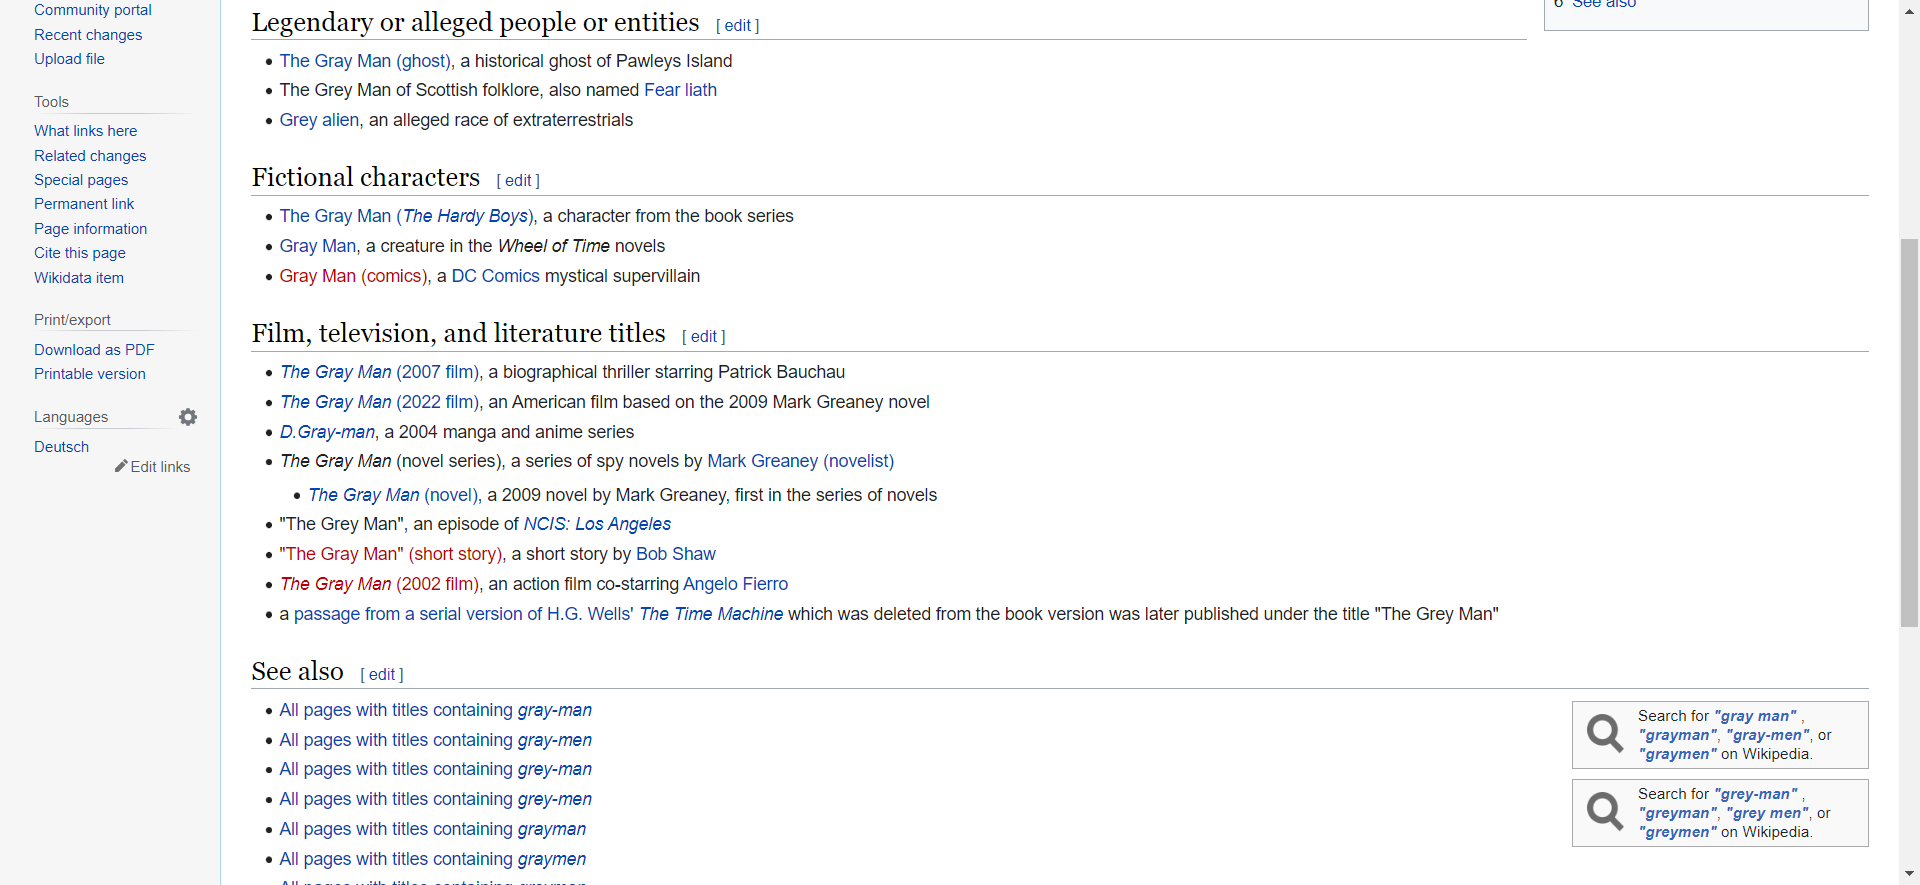 Community portal
Recent changes
Upload file
Tools
What links here
Related changes
Special pages
Permanent link
Page information
Cite this page
Wikidata item
Print/export
Download as PDF
Printable version
Languages
Deutsch
Edit links
6 See also
Legendary or alleged people or entities [ edit ]
The Gray Man (ghost), a historical ghost of Pawleys Island
The Grey Man of Scottish folklore, also named Fear liath
Grey alien, an alleged race of extraterrestrials
Fictional characters [ edit ]
The Gray Man (The Hardy Boys), a character from the book series
Gray Man, a creature in the Wheel of Time novels
Gray Man (comics), a DC Comics mystical supervillain
Film, television, and literature titles [ edit ]
The Gray Man (2007 film), a biographical thriller starring Patrick Bauchau
The Gray Man (2022 film), an American film based on the 2009 Mark Greaney novel
D.Gray-man, a 2004 manga and anime series
The Gray Man (novel series), a series of spy novels by Mark Greaney (novelist)
The Gray Man (novel), a 2009 novel by Mark Greaney, first in the series of novels
"The Grey Man", an episode of NCIS: Los Angeles
"The Gray Man" (short story), a short story by Bob Shaw
The Gray Man (2002 film), an action film co-starring Angelo Fierro
a passage from a serial version of H.G. Wells' The Time Machine which was deleted from the book version was later published under the title "The Grey Man"
See also [ edit ]
All pages with titles containing gray-man
All pages with titles containing gray-men
All pages with titles containing grey-man
All pages with titles containing grey-men
All pages with titles containing grayman
All pages with titles containing graymen
All pages with titles containing
Search for "gray man" ,
"grayman", "gray-men", or
"graymen" on Wikipedia.
Search for "grey-man" ,
"greyman", "grey men", or
"greymen" on Wikipedia.